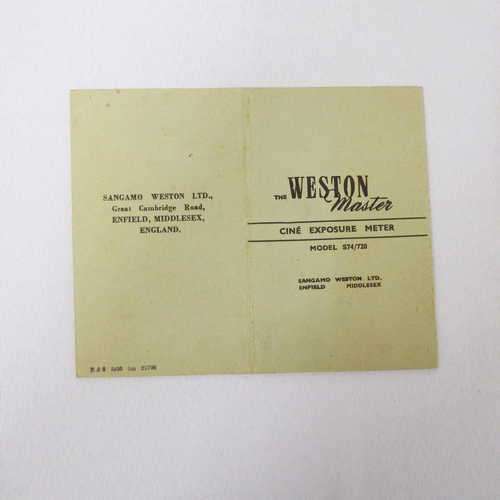 SANGAMO WESTON LTD.,
Great Cambridge Road,
ENFIELD, MIDDLESEX,
ENGLAND.
THE WESTON
Master
CINÉ EXPOSURE METER
MODEL S74/720
SANGAMO WESTON LTD.
ENFIELD MIDDLESEX